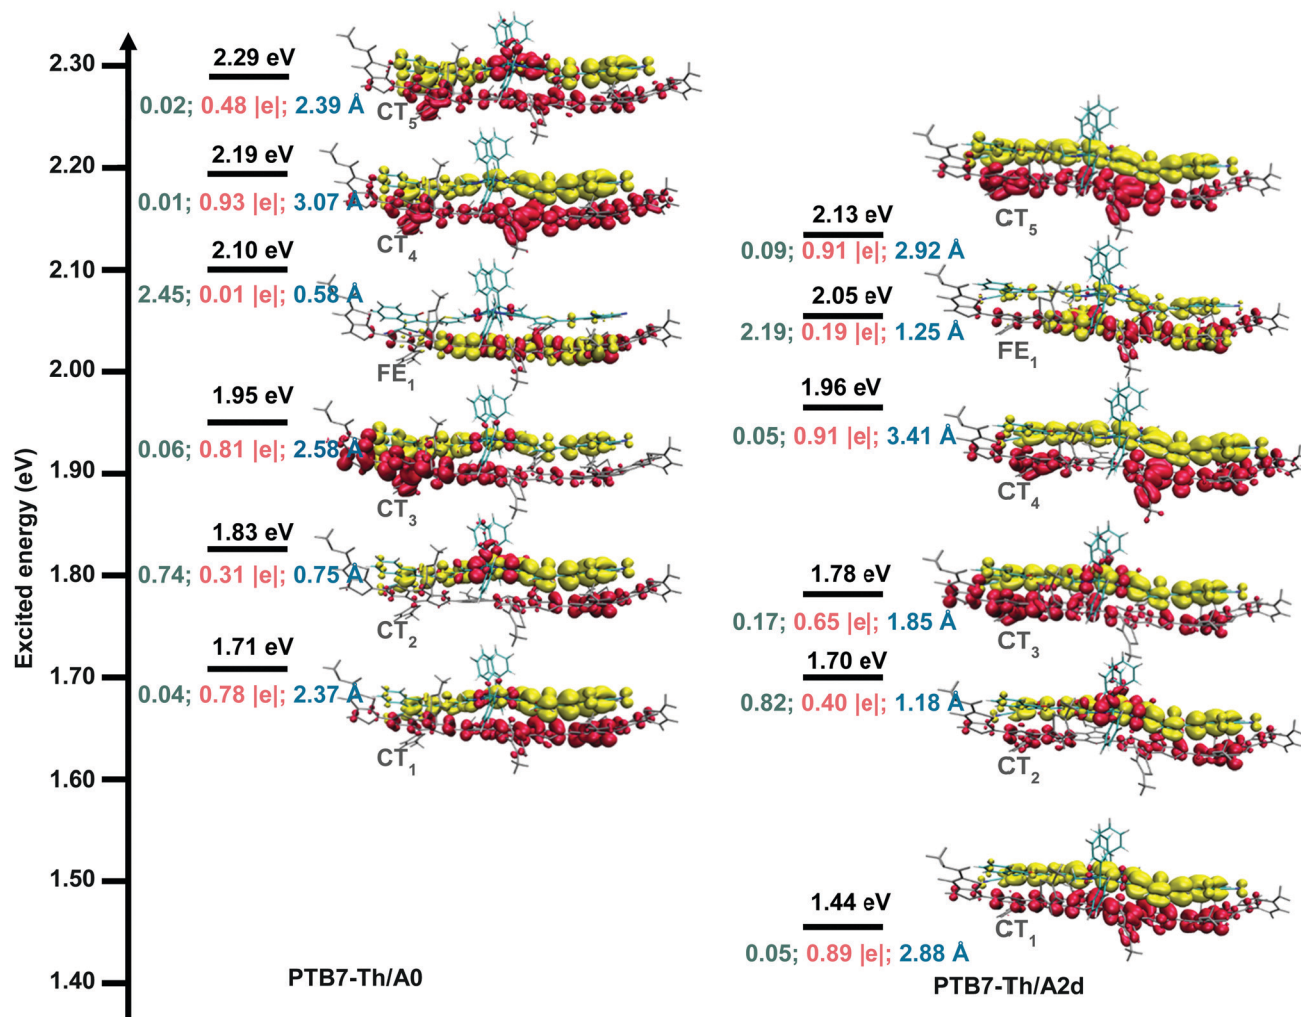 Excited energy (eV)
2.30
2.20
2.10
2.00
1.90
1.80
1.70
1.60
1.50
1.40
2.29 eV
0.02; 0.48 |e|; 2.39 Å
CT5
2.19 eV
0.01; 0.93 |e|; 3.07 Å
CT4
2.10 eV
2.45; 0.01 |e|; 0.58 Å
FE1
1.95 eV
0.06; 0.81 |e|; 2.58 Å
CT3
1.83 eV
0.74; 0.31 |e|; 0.75 Å
CT2
1.71 eV
0.04; 0.78 |e|; 2.37 Å
CT1
PTB7-Th/A0
CT5
2.13 eV
0.09; 0.91 |e|; 2.92 Å
2.05 eV
2.19; 0.19 |e|; 1.25 Å
FE1
1.96 eV
0.05; 0.91 |e|; 3.41 Å
CT4
1.78 eV
0.17; 0.65 |e|; 1.85 Å
CT3
1.70 eV
0.82; 0.40 |e|; 1.18 Å
CT2
1.44 eV
0.05; 0.89 |e|; 2.88 Å
CT1
PTB7-Th/A2d